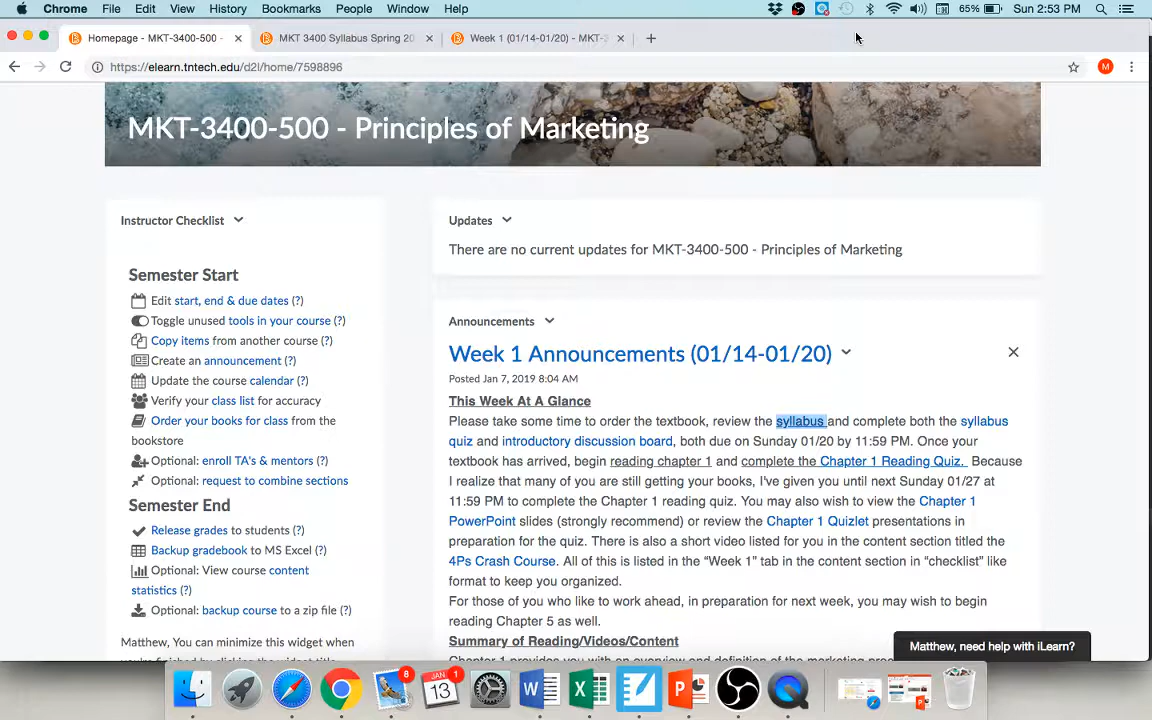 Chrome File Edit View History Bookmarks People Window Help 65% Sun 2:53 PM
Homepage - MKT-3400-500 - MKT 3400 Syllabus Spring 20 Week 1 (01/14-01/20) - MKT-3
https://elearn.tntech.edu/d2l/home/7598896 M
MKT-3400-500 - Principles of Marketing
Instructor Checklist
Semester Start
Edit start, end & due dates (?)
Toggle unused tools in your course (?)
Copy items from another course (?)
Create an announcement (?)
Update the course calendar (?)
Verify your class list for accuracy
Order your books for class from the
bookstore
Optional: enroll TA's & mentors (?)
Optional: request to combine sections
Semester End
Release grades to students (?)
Backup gradebook to MS Excel (?)
Optional: View course content
statistics (?)
Optional: backup course to a zip file (?)
Matthew, You can minimize this widget when
Updates
There are no current updates for MKT-3400-500 - Principles of Marketing
Announcements
Week 1 Announcements (01/14-01/20)
Posted Jan 7, 2019 8:04 AM
This Week At A Glance
Please take some time to order the textbook, review the syllabus and complete both the syllabus
quiz and introductory discussion board, both due on Sunday 01/20 by 11:59 PM. Once your
textbook has arrived, begin reading chapter 1 and complete the Chapter 1 Reading Quiz. Because
I realize that many of you are still getting your books, I've given you until next Sunday 01/27 at
11:59 PM to complete the Chapter 1 reading quiz. You may also wish to view the Chapter 1
PowerPoint slides (strongly recommend) or review the Chapter 1 Quizlet presentations in
preparation for the quiz. There is also a short video listed for you in the content section titled the
4Ps Crash Course. All of this is listed in the “Week 1” tab in the content section in “checklist” like
format to keep you organized.
For those of you who like to work ahead, in preparation for next week, you may wish to begin
reading Chapter 5 as well.
Summary of Reading/Videos/Content
Matthew, need help with iLearn?
8 JAN 13 1